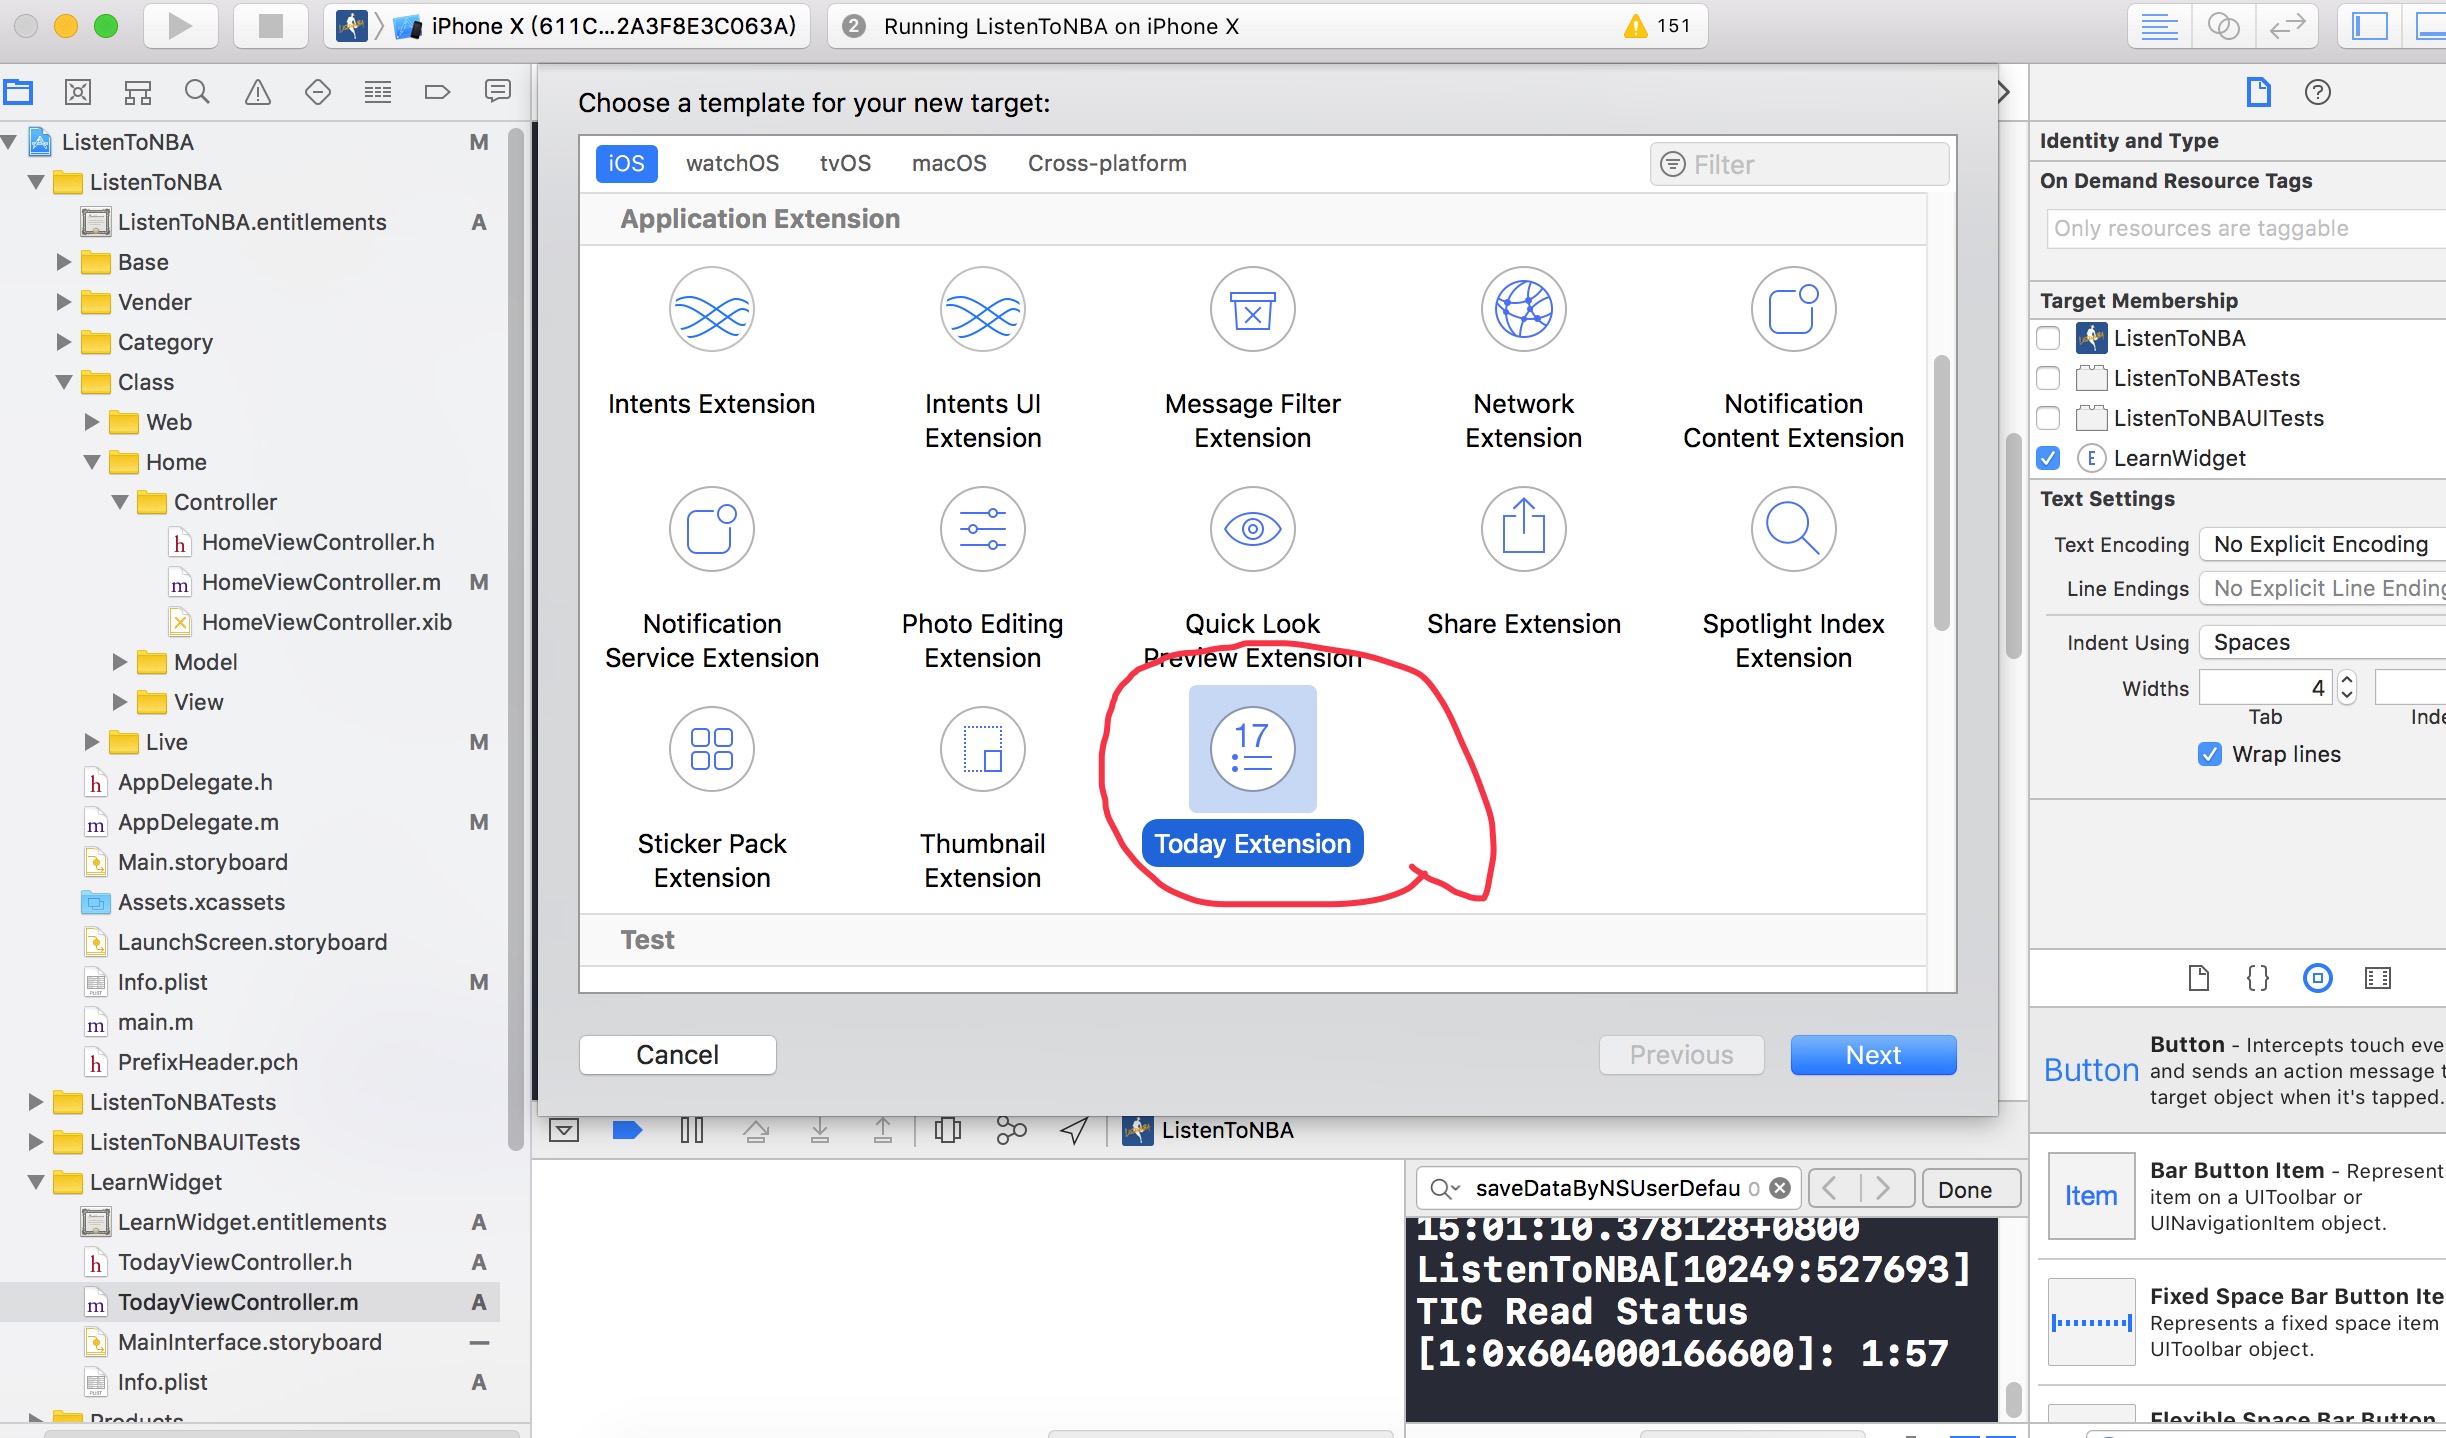 iPhone X (611C...2A3F8E3C063A)
2 Running ListenToNBA on iPhone X
151
ListenToNBA M
ListenToNBA
ListenToNBA.entitlements A
Base
Vender
Category
Class
Web
Home
Controller
h HomeViewController.h
m HomeViewController.m M
HomeViewController.xib
Model
View
Live M
h AppDelegate.h
m AppDelegate.m M
Main.storyboard
Assets.xcassets
LaunchScreen.storyboard
Info.plist M
m main.m
h PrefixHeader.pch
ListenToNBATests
ListenToNBAUITests
LearnWidget
LearnWidget.entitlements A
h TodayViewController.h A
m TodayViewController.m A
MainInterface.storyboard —
Info.plist A
Products
Choose a template for your new target:
iOS watchOS tvOS macOS Cross-platform
Filter
Application Extension
Intents Extension
Intents UI
Extension
Message Filter
Extension
Network
Extension
Notification
Content Extension
Notification
Service Extension
Photo Editing
Extension
Quick Look
Preview Extension
Share Extension
Spotlight Index
Extension
Sticker Pack
Extension
Thumbnail
Extension
17
Today Extension
Test
Cancel
Previous
Next
ListenToNBA
saveDataByNSUserDefau 0
Done
15:01:10.378128+0800
ListenToNBA[10249:527693]
TIC Read Status
[1:0x604000166600]: 1:57
Identity and Type
On Demand Resource Tags
Only resources are taggable
Target Membership
ListenToNBA
ListenToNBATests
ListenToNBAUITests
E LearnWidget
Text Settings
Text Encoding No Explicit Encoding
Line Endings No Explicit Line Ending
Indent Using Spaces
Widths 4
Tab Inde
Wrap lines
Button
Button - Intercepts touch eve
and sends an action message t
target object when it's tapped.
Item
Bar Button Item - Represent
item on a UIToolbar or
UINavigationItem object.
Fixed Space Bar Button Ite
Represents a fixed space item
UIToolbar object.
Flexible Space Bar Button